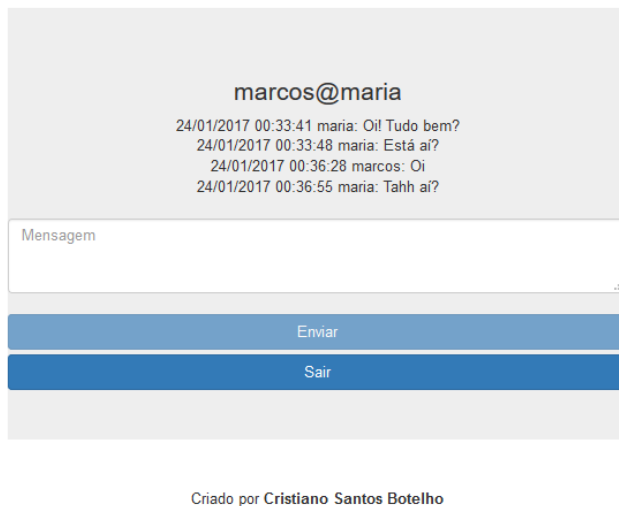 marcos@maria
24/01/2017 00:33:41 maria: Oi! Tudo bem?
24/01/2017 00:33:48 maria: Está aí?
24/01/2017 00:36:28 marcos: Oi
24/01/2017 00:36:55 maria: Tahh aí?
Mensagem
Enviar
Sair
Criado por Cristiano Santos Botelho